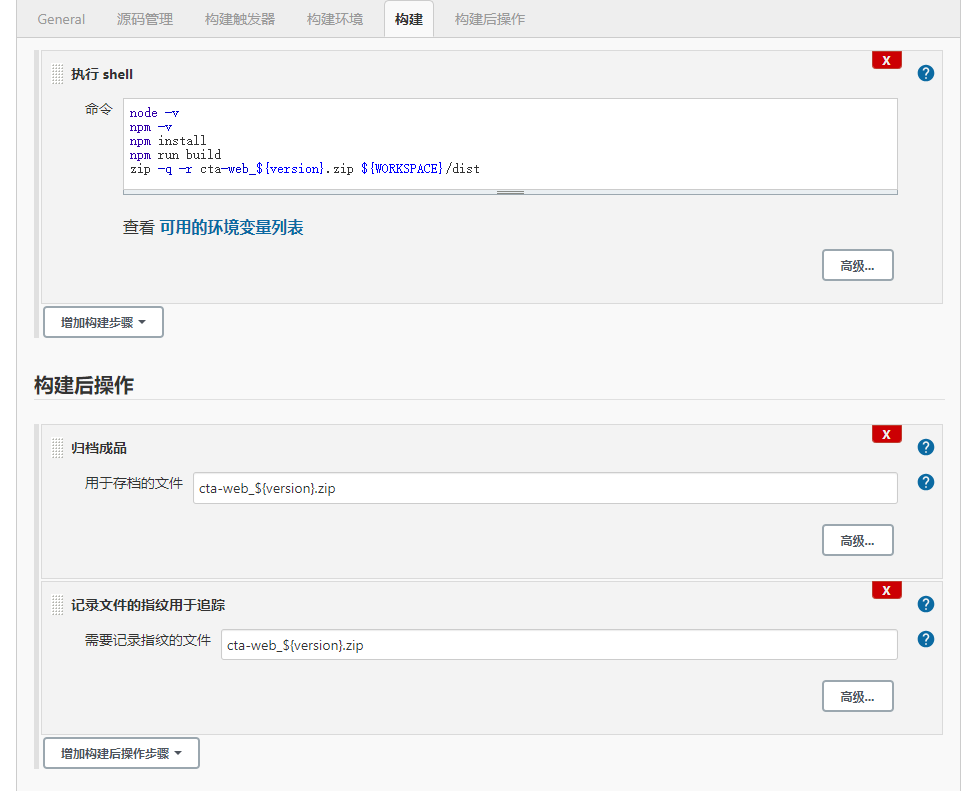 General 源码管理 构建触发器 构建环境 构建 构建后操作
X
执行 shell ?
命令
node -v
npm -v
npm install
npm run build
zip -q -r cta-web_${version}.zip ${WORKSPACE}/dist
查看 可用的环境变量列表
高级...
增加构建步骤
构建后操作
X
归档成品 ?
用于存档的文件 cta-web_${version}.zip ?
高级...
X
记录文件的指纹用于追踪 ?
需要记录指纹的文件 cta-web_${version}.zip ?
高级...
增加构建后操作步骤